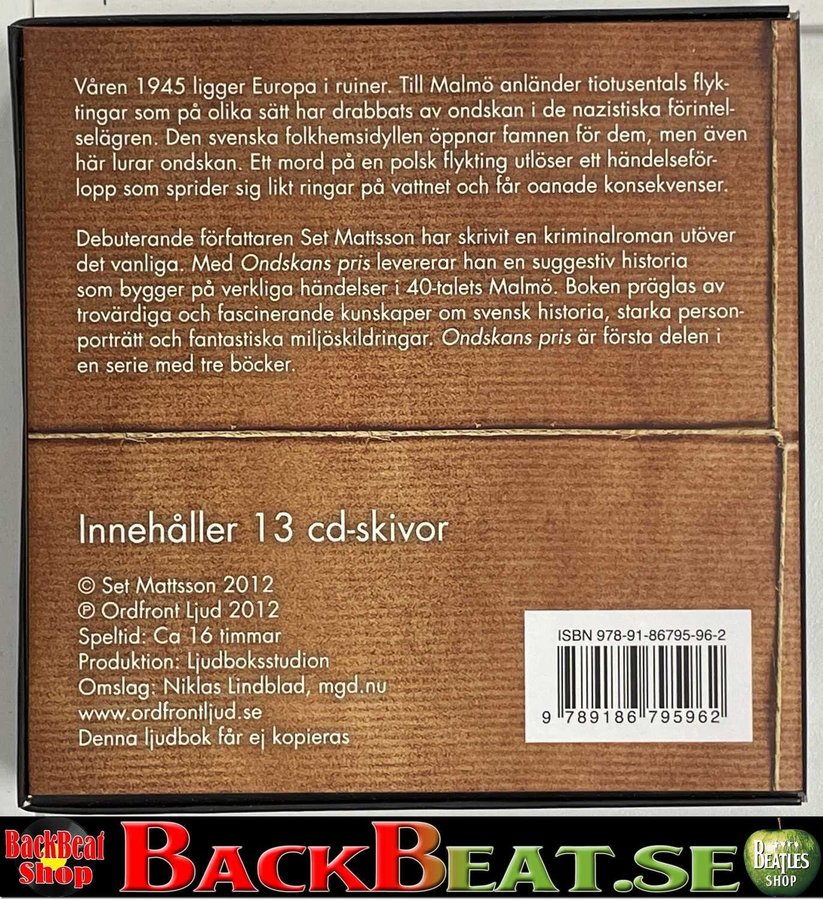 Våren 1945 ligger Europa i ruiner. Till Malmö anländer tiotusentals flyk-
tingar som på olika sätt har drabbats av ondskan i de nazistiska förintel-
selägren. Den svenska folkhemsidyllen öppnar famnen för dem, men även
här lurar ondskan. Ett mord på en polsk flykting utlöser ett händelseför-
lopp som sprider sig likt ringar på vattnet och får oanade konsekvenser.
Debuterande författaren Set Mattsson har skrivit en kriminalroman utöver
det vanliga. Med Ondskans pris levererar han en suggestiv historia
som bygger på verkliga händelser i 40-talets Malmö. Boken präglas av
trovärdiga och fascinerande kunskaper om svensk historia, starka person-
porträtt och fantastiska miljöskildringar. Ondskans pris är första delen i
en serie med tre böcker.
Innehåller 13 cd-skivor
© Set Mattsson 2012
℗ Ordfront Ljud 2012
Speltid: Ca 16 timmar
Produktion: Ljudboksstudion
Omslag: Niklas Lindblad, mgd.nu
www.ordfrontljud.se
Denna ljudbok får ej kopieras
ISBN 978-91-86795-96-2
9 789186 795962
BackBeat
Shop
BACKBEAT.SE
BEATLES
SHOP